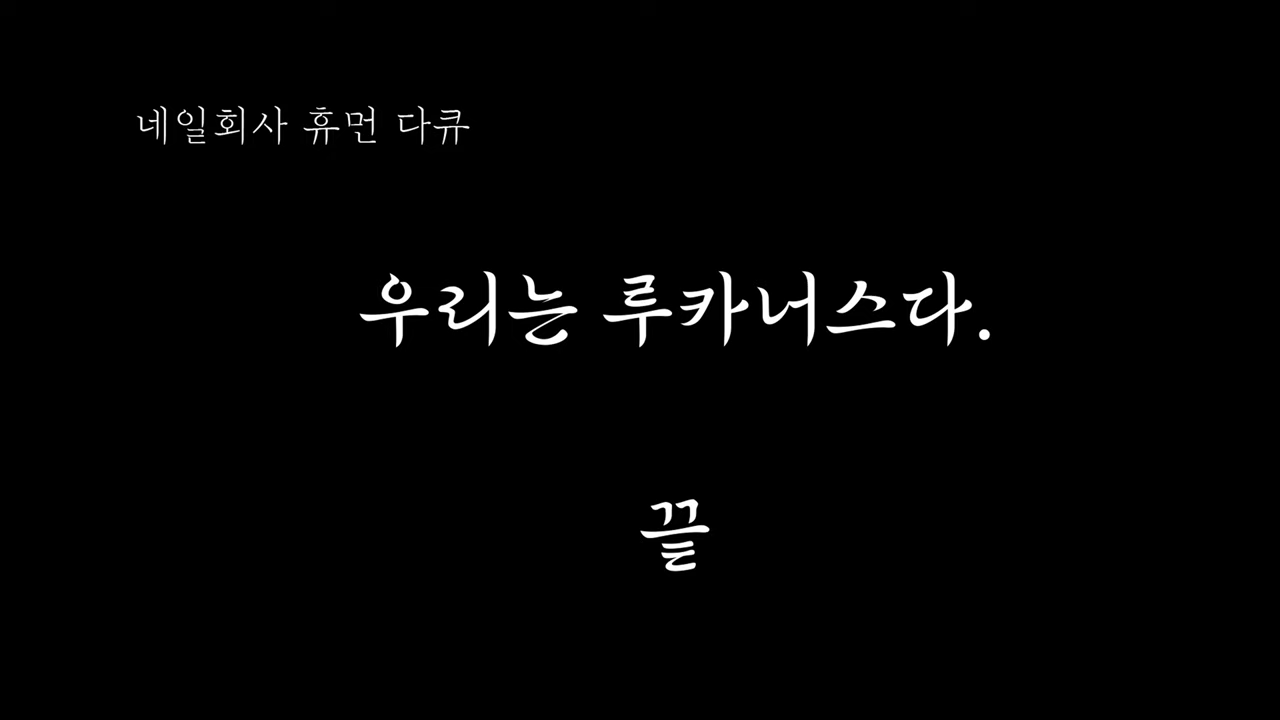 네일회사 휴먼 다큐
우리는 루카너스다.
끝